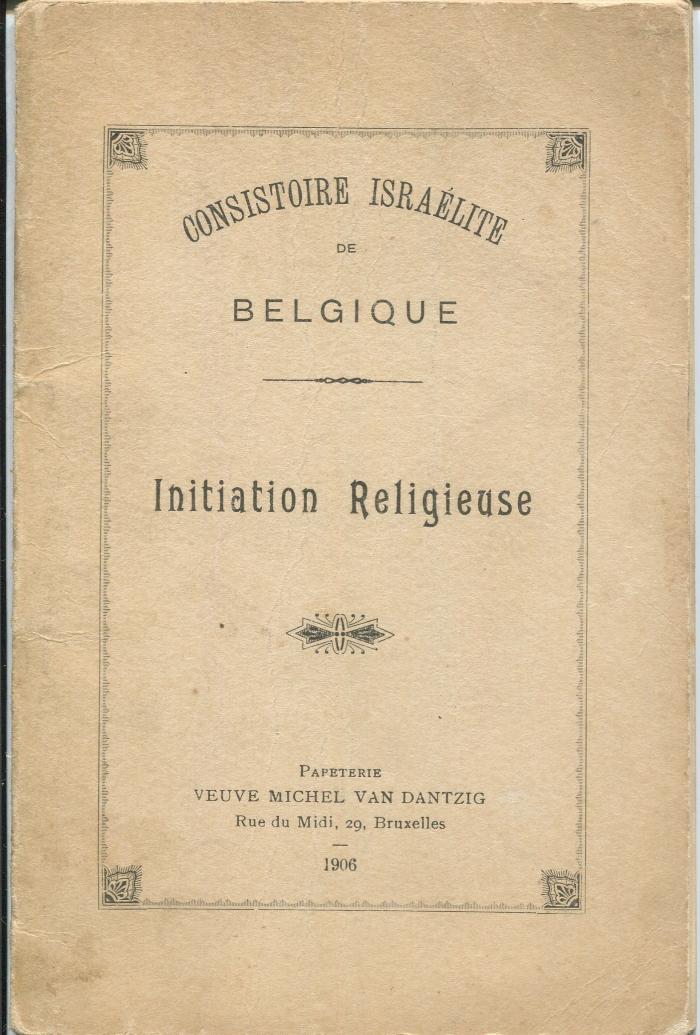 CONSISTOIRE ISRAÉLITE
DE
BELGIQUE
Initiation Religieuse
PAPETERIE
VEUVE MICHEL VAN DANTZIG
Rue du Midi, 29, Bruxelles
1906